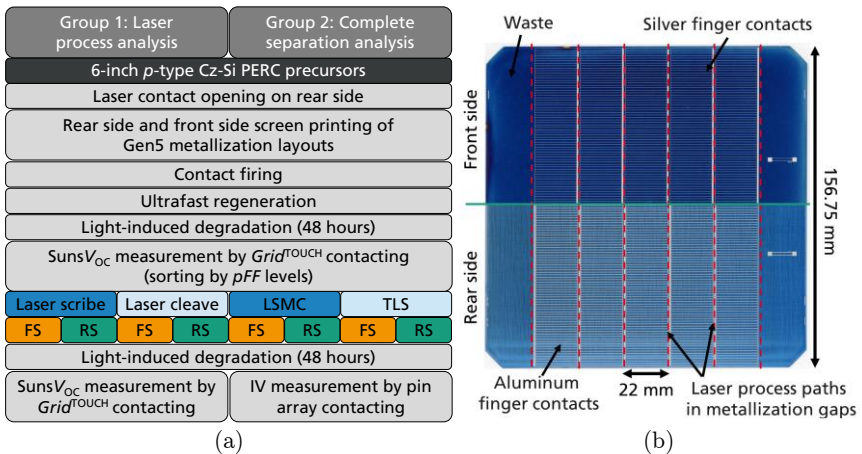 Group 1: Laser
process analysis
Group 2: Complete
separation analysis
6-inch p-type Cz-Si PERC precursors
Laser contact opening on rear side
Rear side and front side screen printing of
Gen5 metallization layouts
Contact firing
Ultrafast regeneration
Light-induced degradation (48 hours)
SunsVOC measurement by GridTOUCH contacting
(sorting by pFF levels)
Laser scribe
Laser cleave
LSMC
TLS
FS
RS
FS
RS
FS
RS
FS
RS
Light-induced degradation (48 hours)
SunsVOC measurement by
GridTOUCH contacting
IV measurement by pin
array contacting
(a)
Waste
Silver finger contacts
Front side
Rear side
156.75 mm
Aluminum
finger contacts
22 mm
Laser process paths
in metallization gaps
(b)